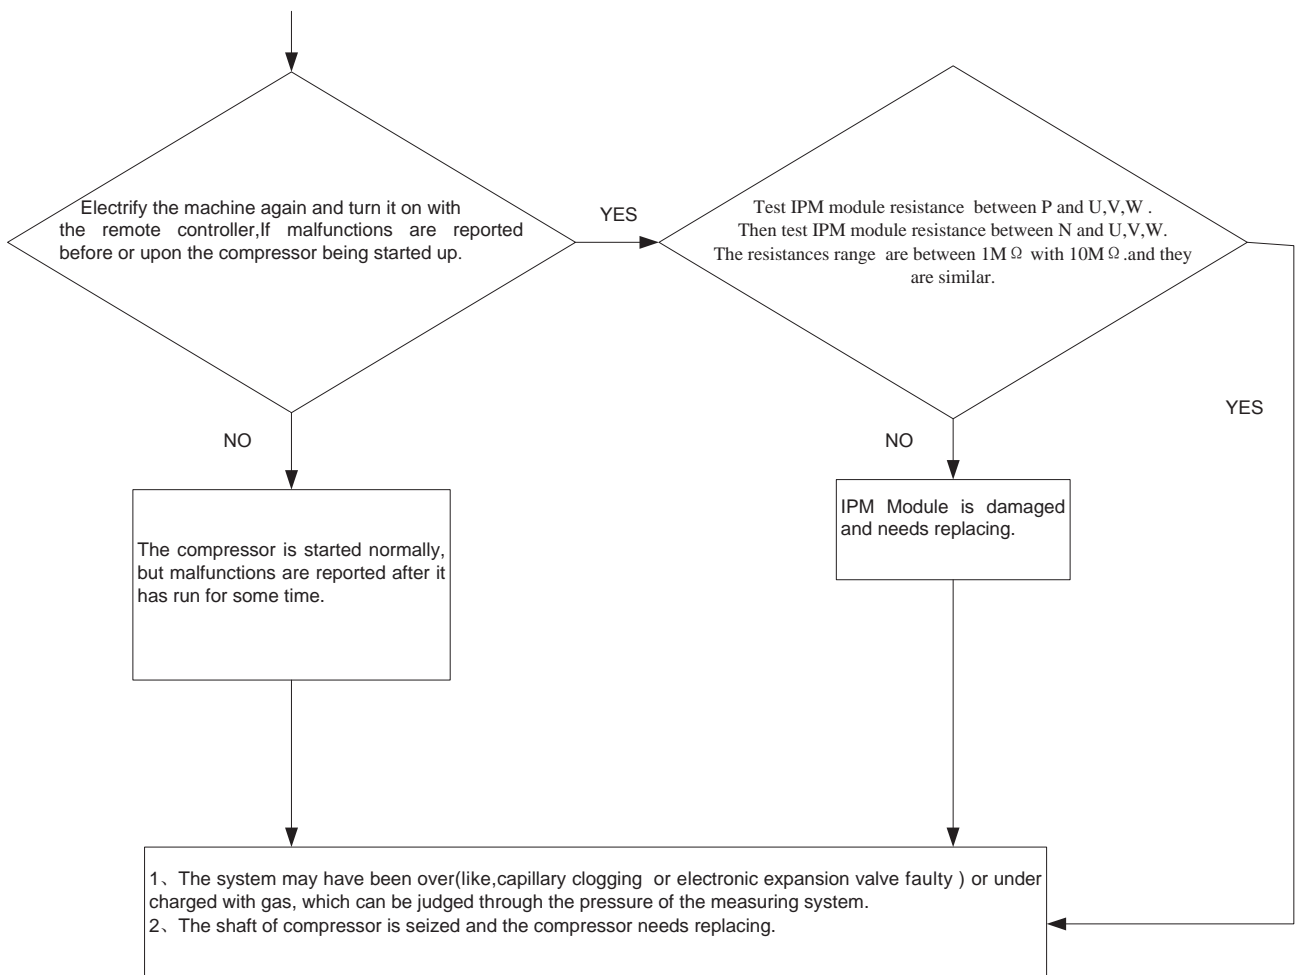 Electrify the machine again and turn it on with
the remote controller,If malfunctions are reported
before or upon the compressor being started up.
YES
Test IPM module resistance between P and U,V,W .
Then test IPM module resistance between N and U,V,W.
The resistances range are between 1MΩ with 10MΩ.and they
are similar.
YES
NO
NO
The compressor is started normally,
but malfunctions are reported after it
has run for some time.
IPM Module is damaged
and needs replacing.
1、The system may have been over(like,capillary clogging or electronic expansion valve faulty ) or under
charged with gas, which can be judged through the pressure of the measuring system.
2、The shaft of compressor is seized and the compressor needs replacing.